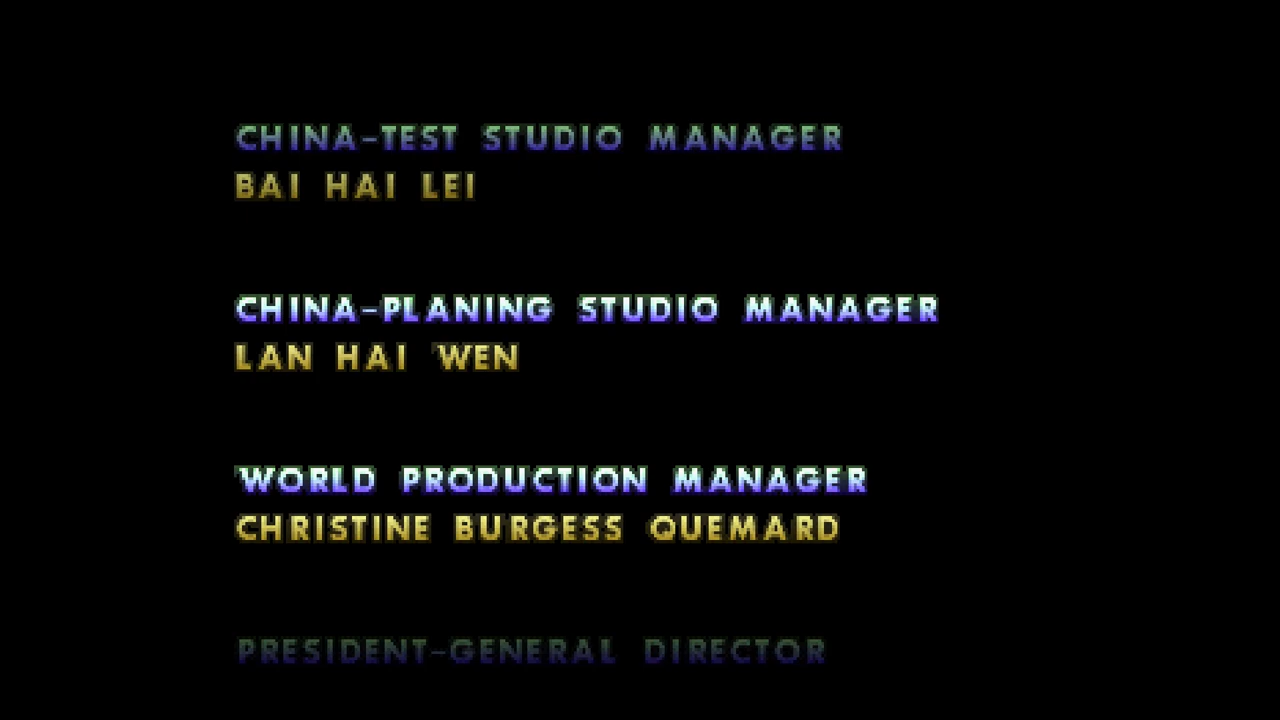 CHINA-TEST STUDIO MANAGER
BAI HAI LEI
CHINA-PLANING STUDIO MANAGER
LAN HAI WEN
WORLD PRODUCTION MANAGER
CHRISTINE BURGESS QUEMARD
PRESIDENT-GENERAL DIRECTOR